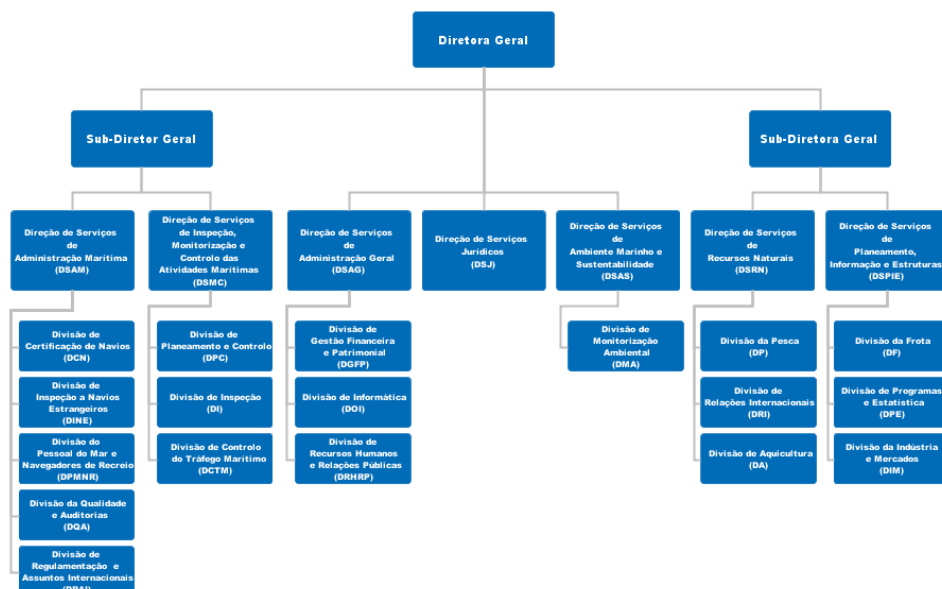 Diretora Geral
Sub-Diretor Geral
Sub-Diretora Geral
Direção de Serviços
de
Administração Marítima
(DSAM)
Direção de Serviços
de Inspeção,
Monitorização e
Controlo das
Atividades Marítimas
(DSMC)
Direção de Serviços
de
Administração Geral
(DSAG)
Direção de Serviços
Jurídicos
(DSJ)
Direção de Serviços
de
Ambiente Marinho e
Sustentabilidade
(DSAS)
Direção de Serviços
de
Recursos Naturais
(DSRN)
Direção de Serviços
de
Planeamento,
Informação e Estruturas
(DSPIE)
Divisão de
Certificação de Navios
(DCN)
Divisão de
Inspeção a Navios
Estrangeiros
(DINE)
Divisão do
Pessoal do Mar e
Navegadores de Recreio
(DPMNR)
Divisão da Qualidade
e Auditorias
(DQA)
Divisão de
Regulamentação e
Assuntos Internacionais
(DRAI)
Divisão de
Planeamento e Controlo
(DPC)
Divisão de Inspeção
(DI)
Divisão de Controlo
do Tráfego Marítimo
(DCTM)
Divisão de
Gestão Financeira
e Patrimonial
(DGFP)
Divisão de Informática
(DOI)
Divisão de
Recursos Humanos
e Relações Públicas
(DRHRP)
Divisão de
Monitorização
Ambiental
(DMA)
Divisão da Pesca
(DP)
Divisão de
Relações Internacionais
(DRI)
Divisão de Aquicultura
(DA)
Divisão da Frota
(DF)
Divisão de Programas
e Estatística
(DPE)
Divisão da Indústria
e Mercados
(DIM)